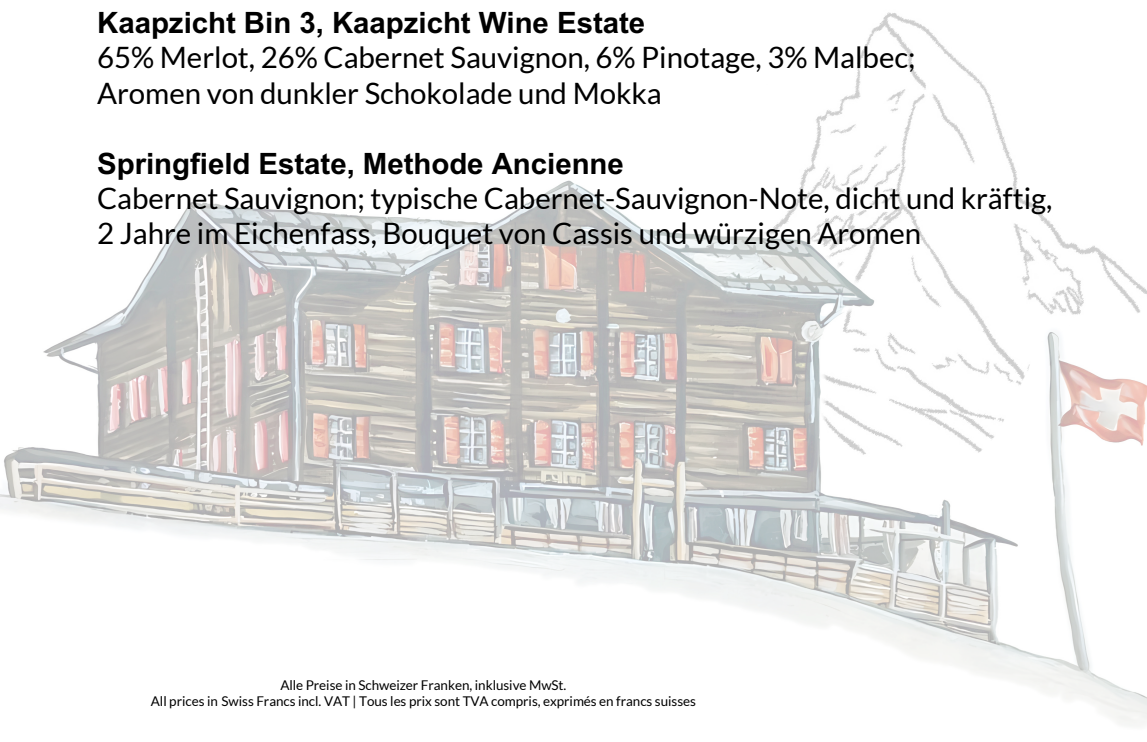 Kaapzicht Bin 3, Kaapzicht Wine Estate
65% Merlot, 26% Cabernet Sauvignon, 6% Pinotage, 3% Malbec;
Aromen von dunkler Schokolade und Mokka
Springfield Estate, Methode Ancienne
Cabernet Sauvignon; typische Cabernet-Sauvignon-Note, dicht und kräftig,
2 Jahre im Eichenfass, Bouquet von Cassis und würzigen Aromen
Alle Preise in Schweizer Franken, inklusive MwSt.
All prices in Swiss Francs incl. VAT | Tous les prix sont TVA compris, exprimés en francs suisses